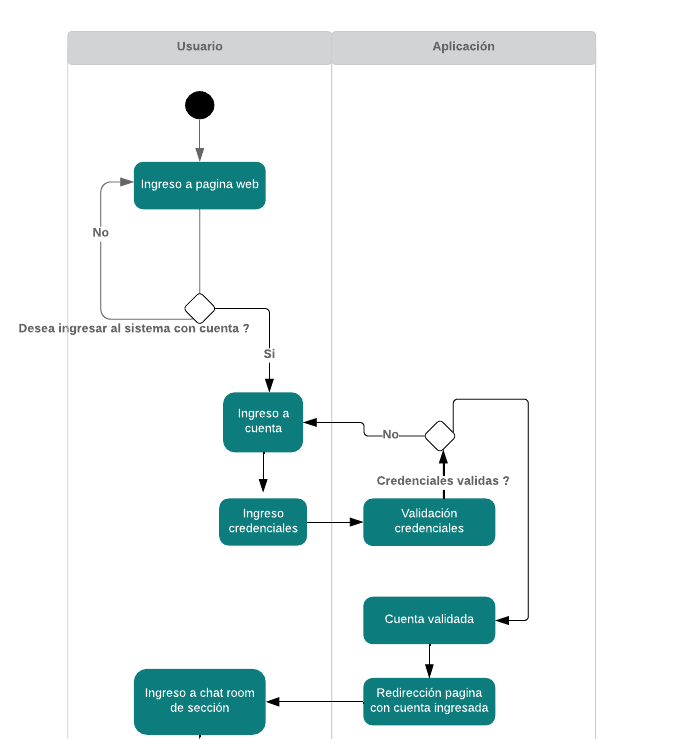 Usuario
Aplicación
Ingreso a pagina web
No
Desea ingresar al sistema con cuenta ?
Si
Ingreso a
cuenta
No
Credenciales validas ?
Ingreso
credenciales
Validación
credenciales
Cuenta validada
Ingreso a chat room
de sección
Redirección pagina
con cuenta ingresada